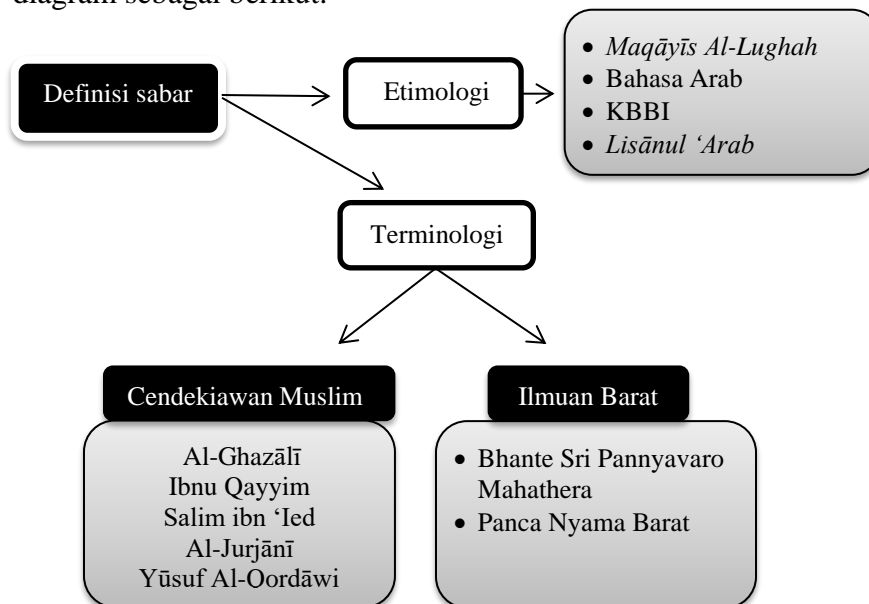 diagram sebagai berikut:
Definisi sabar
Etimologi
• Maqāyīs Al-Lughah
• Bahasa Arab
• KBBI
• Lisānul ‘Arab
Terminologi
Cendekiawan Muslim
Al-Ghazālī
Ibnu Qayyim
Salim ibn ‘Ied
Al-Jurjānī
Yūsuf Al-Oordāwi
Ilmuan Barat
• Bhante Sri Pannyavaro
Mahathera
• Panca Nyama Barat